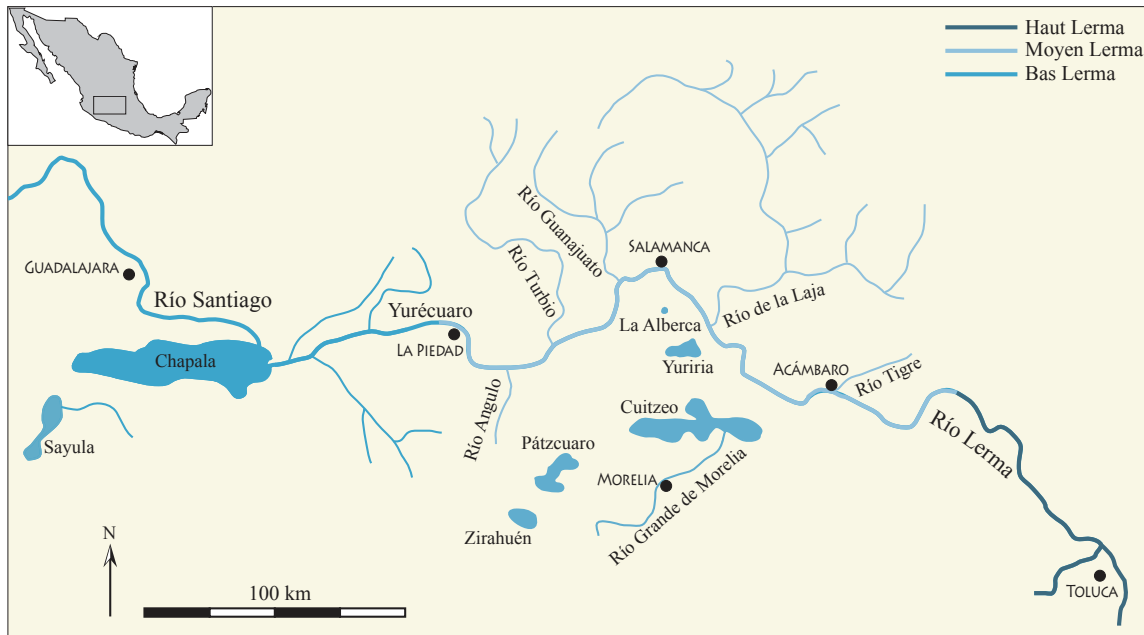 Haut Lerma
Moyen Lerma
Bas Lerma
Río Guanajuato
SALAMANCA
GUADALAJARA
Río Turbio
Río de la Laja
Río Santiago
Yurécuaro
La Alberca
LA PIEDAD
Chapala
Yuriria
ACÁMBARO
Río Tigre
Río Angulo
Cuitzeo
Río Lerma
Sayula
Pátzcuaro
MORELIA
Río Grande de Morelia
Zirahuén
N
100 km
TOLUCA